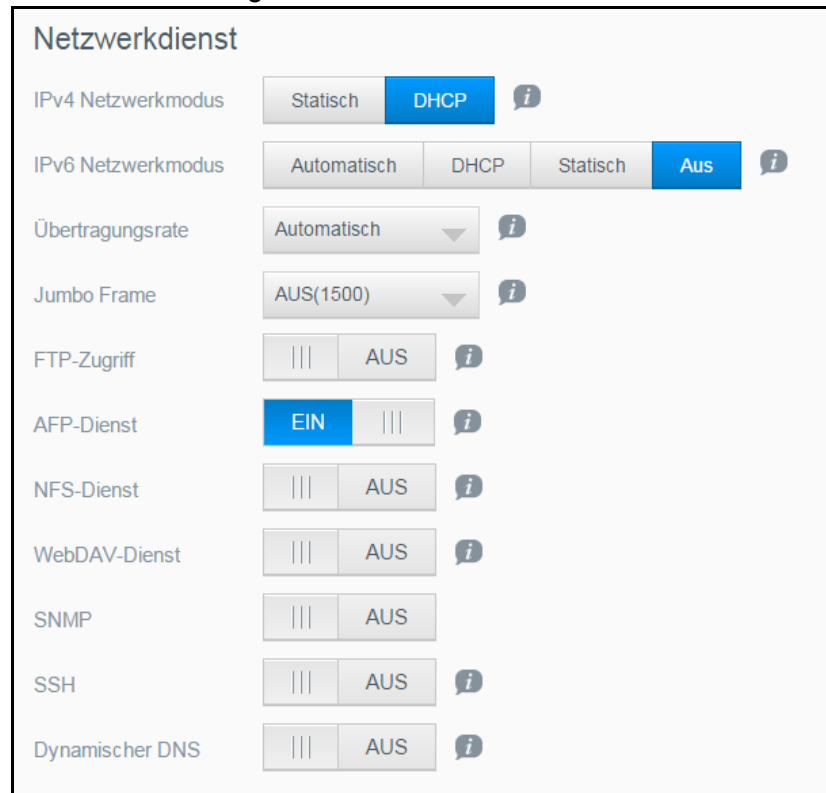 Netzwerkdienst
IPv4 Netzwerkmodus Statisch DHCP i
IPv6 Netzwerkmodus Automatisch DHCP Statisch Aus i
Übertragungsrate Automatisch i
Jumbo Frame AUS(1500) i
FTP-Zugriff AUS i
AFP-Dienst EIN i
NFS-Dienst AUS i
WebDAV-Dienst AUS i
SNMP AUS
SSH AUS i
Dynamischer DNS AUS i